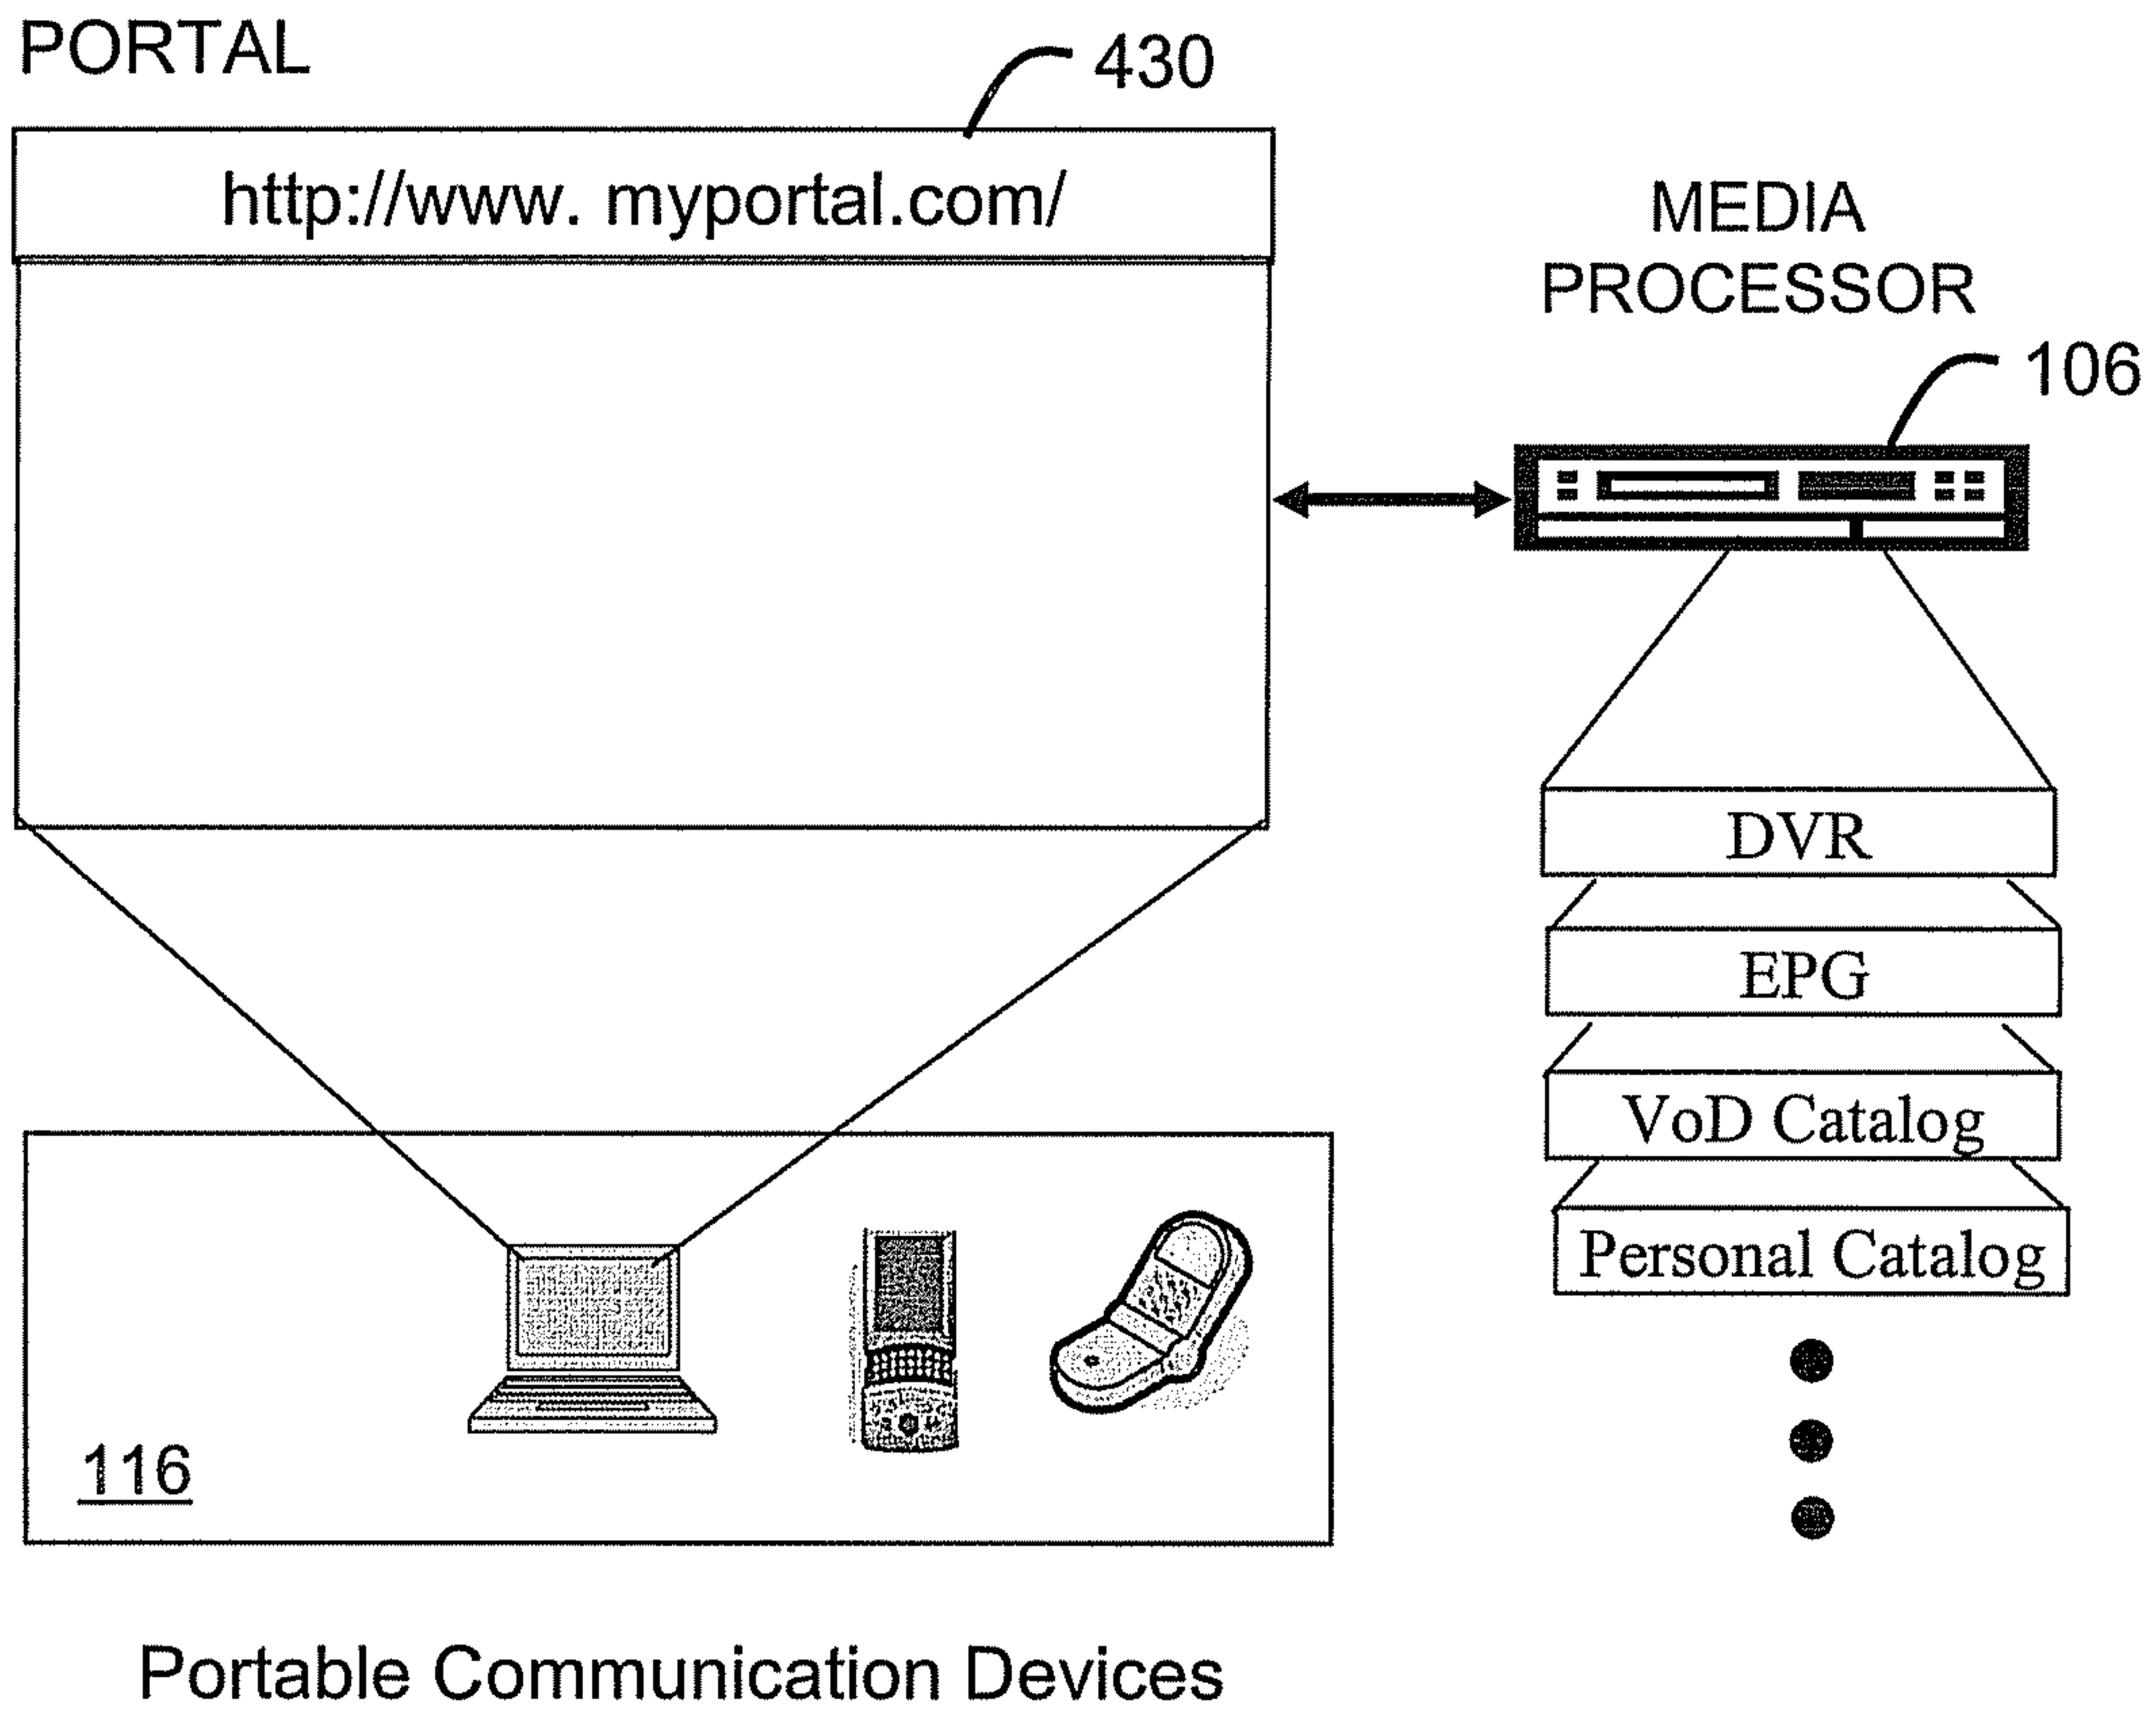 PORTAL
430
http://www. myportal.com/
MEDIA
PROCESSOR
106
DVR
EPG
VoD Catalog
Personal Catalog
116
Portable Communication Devices